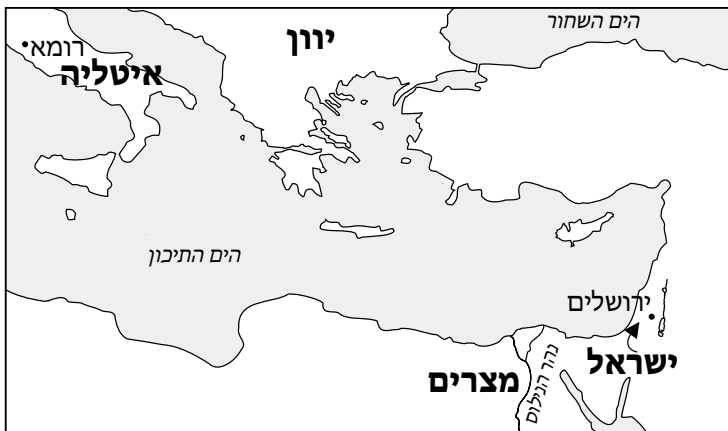 הים השחור
יוון
רומא
איטליה
הים התיכון
ירושלים
ישראל
מצרים
נהר הנילוס